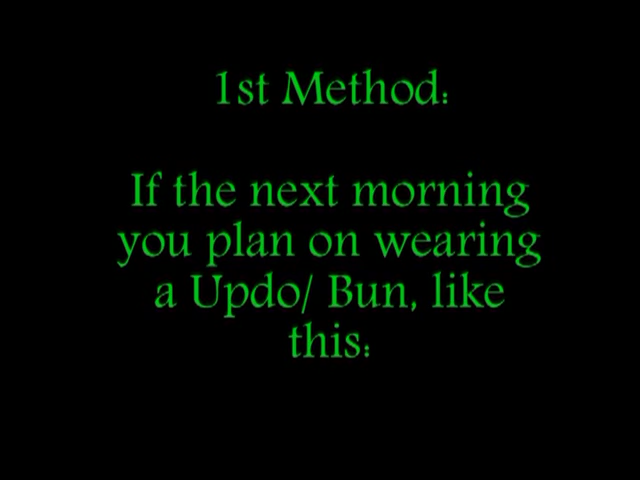 1st Method:
If the next morning
you plan on wearing
a Updo/ Bun, like
this: